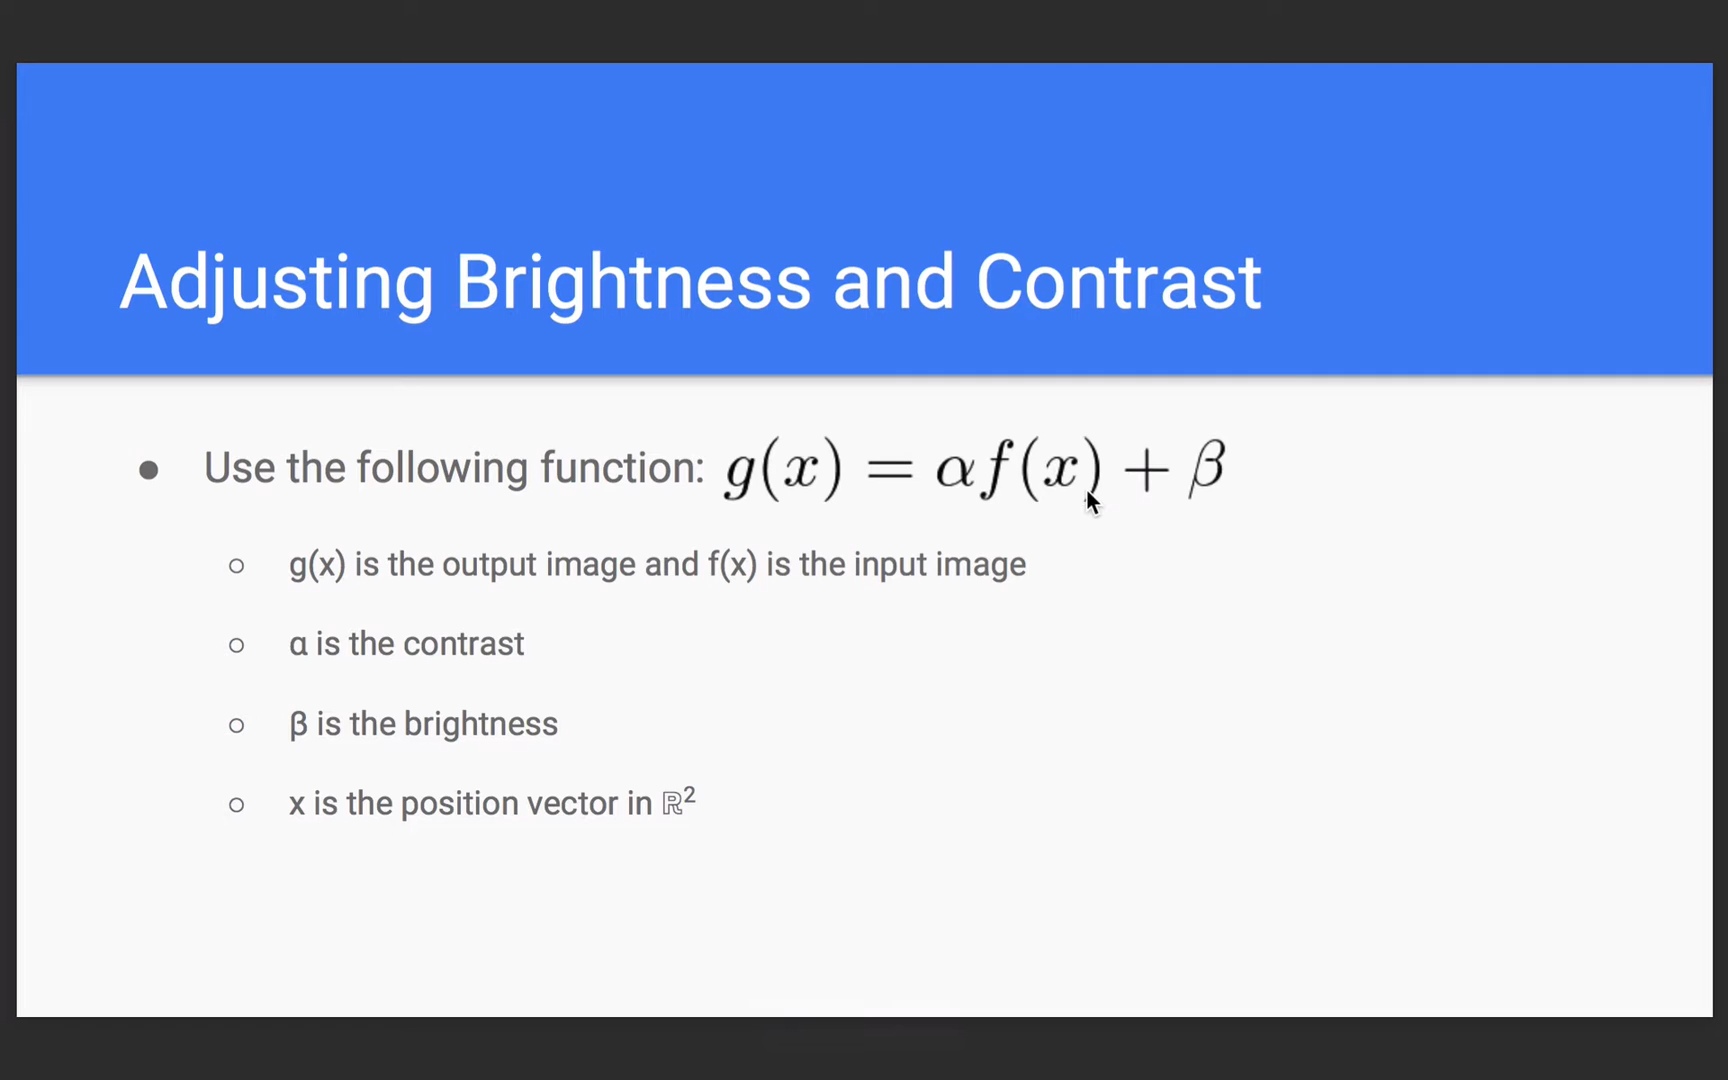 Adjusting Brightness and Contrast
● Use the following function: g(x) = αf(x) + β
○ g(x) is the output image and f(x) is the input image
○ α is the contrast
○ β is the brightness
○ x is the position vector in ℝ²